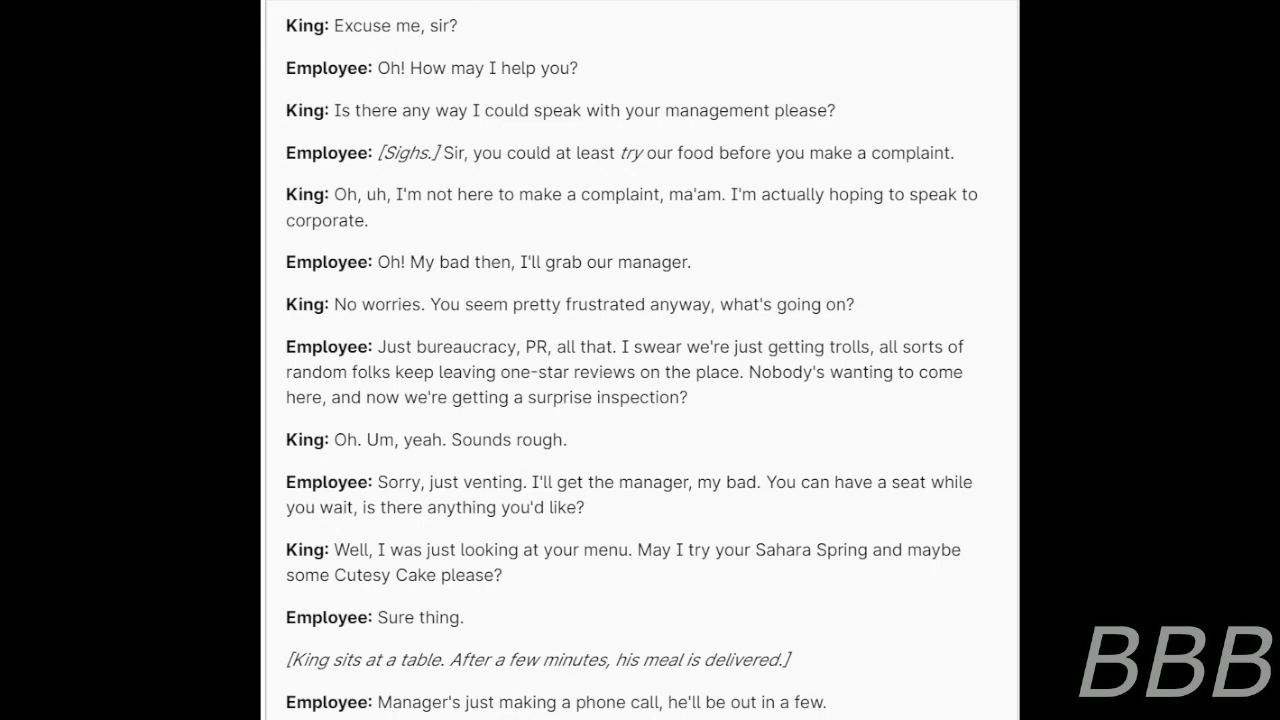 King: Excuse me, sir?
Employee: Oh! How may I help you?
King: Is there any way I could speak with your management please?
Employee: [Sighs.] Sir, you could at least try our food before you make a complaint.
King: Oh, uh, I'm not here to make a complaint, ma'am. I'm actually hoping to speak to
corporate.
Employee: Oh! My bad then, I'll grab our manager.
King: No worries. You seem pretty frustrated anyway, what's going on?
Employee: Just bureaucracy, PR, all that. I swear we're just getting trolls, all sorts of
random folks keep leaving one-star reviews on the place. Nobody's wanting to come
here, and now we're getting a surprise inspection?
King: Oh. Um, yeah. Sounds rough.
Employee: Sorry, just venting. I'll get the manager, my bad. You can have a seat while
you wait, is there anything you'd like?
King: Well, I was just looking at your menu. May I try your Sahara Spring and maybe
some Cutesy Cake please?
Employee: Sure thing.
[King sits at a table. After a few minutes, his meal is delivered.]
Employee: Manager's just making a phone call, he'll be out in a few.
BBB